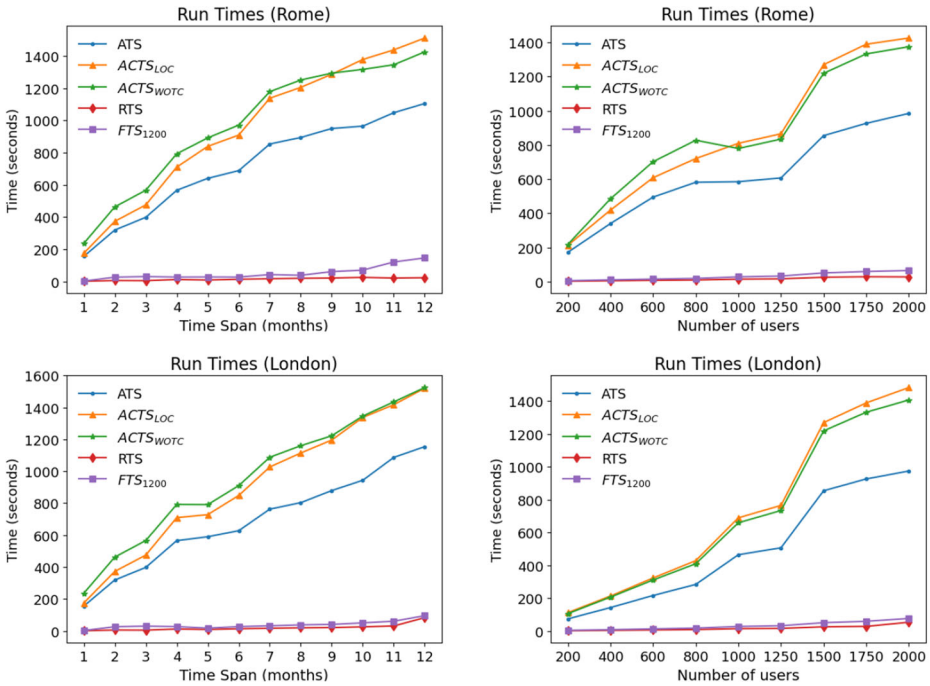 Run Times (Rome)
1400
1200
1000
800
600
400
200
0
Time (seconds)
ATS
ACTS_LOC
ACTS_WOTC
RTS
FTS_1200
1 2 3 4 5 6 7 8 9 10 11 12
Time Span (months)
Run Times (Rome)
1400
1200
1000
800
600
400
200
0
Time (seconds)
ATS
ACTS_LOC
ACTS_WOTC
RTS
FTS_1200
200 400 600 800 1000 1250 1500 1750 2000
Number of users
Run Times (London)
1600
1400
1200
1000
800
600
400
200
0
Time (seconds)
ATS
ACTS_LOC
ACTS_WOTC
RTS
FTS_1200
1 2 3 4 5 6 7 8 9 10 11 12
Time Span (months)
Run Times (London)
1400
1200
1000
800
600
400
200
0
Time (seconds)
ATS
ACTS_LOC
ACTS_WOTC
RTS
FTS_1200
200 400 600 800 1000 1250 1500 1750 2000
Number of users